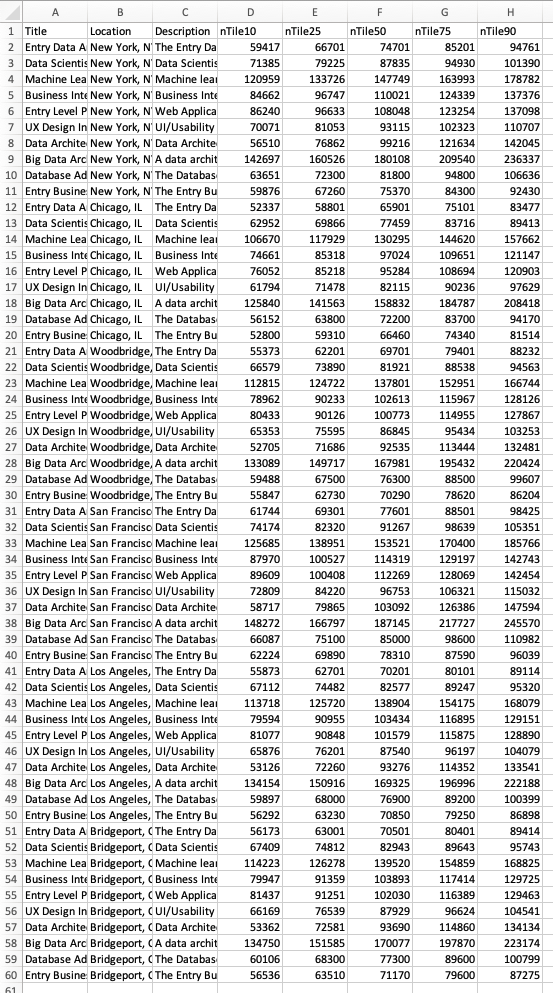 A B C D E F G H
1 Title Location Description nTile10 nTile25 nTile50 nTile75 nTile90
2 Entry Data A New York, N The Entry Da 59417 66701 74701 85201 94761
3 Data Scientis New York, N Data Scientis 71385 79225 87835 94930 101390
4 Machine Lea New York, N Machine lear 120959 133726 147749 163993 178782
5 Business Inte New York, N Business Inte 84662 96747 110021 124339 137376
6 Entry Level P New York, N Web Applica 86240 96633 108048 123254 137098
7 UX Design In New York, N UI/Usability 70071 81053 93115 102323 110707
8 Data Archite New York, N Data Archite 56510 76862 99216 121634 142045
9 Big Data Arc New York, N A data archit 142697 160526 180108 209540 236337
10 Database Ad New York, N The Databas 63651 72300 81800 94800 106636
11 Entry Busine New York, N The Entry Bu 59876 67260 75370 84300 92430
12 Entry Data A Chicago, IL The Entry Da 52337 58801 65901 75101 83477
13 Data Scientis Chicago, IL Data Scientis 62952 69866 77459 83716 89413
14 Machine Lea Chicago, IL Machine lear 106670 117929 130295 144620 157662
15 Business Inte Chicago, IL Business Inte 74661 85318 97024 109651 121147
16 Entry Level P Chicago, IL Web Applica 76052 85218 95284 108694 120903
17 UX Design In Chicago, IL UI/Usability 61794 71478 82115 90236 97629
18 Big Data Arc Chicago, IL A data archit 125840 141563 158832 184787 208418
19 Database Ad Chicago, IL The Databas 56152 63800 72200 83700 94170
20 Entry Busine Chicago, IL The Entry Bu 52800 59310 66460 74340 81514
21 Entry Data A Woodbridge, The Entry Da 55373 62201 69701 79401 88232
22 Data Scientis Woodbridge, Data Scientis 66579 73890 81921 88538 94563
23 Machine Lea Woodbridge, Machine lear 112815 124722 137801 152951 166744
24 Business Inte Woodbridge, Business Inte 78962 90233 102613 115967 128126
25 Entry Level P Woodbridge, Web Applica 80433 90126 100773 114955 127867
26 UX Design In Woodbridge, UI/Usability 65353 75595 86845 95434 103253
27 Data Archite Woodbridge, Data Archite 52705 71686 92535 113444 132481
28 Big Data Arc Woodbridge, A data archit 133089 149717 167981 195432 220424
29 Database Ad Woodbridge, The Databas 59488 67500 76300 88500 99607
30 Entry Busine Woodbridge, The Entry Bu 55847 62730 70290 78620 86204
31 Entry Data A San Francisc The Entry Da 61744 69301 77601 88501 98425
32 Data Scientis San Francisc Data Scientis 74174 82320 91267 98639 105351
33 Machine Lea San Francisc Machine lear 125685 138951 153521 170400 185766
34 Business Inte San Francisc Business Inte 87970 100527 114319 129197 142743
35 Entry Level P San Francisc Web Applica 89609 100408 112269 128069 142454
36 UX Design In San Francisc UI/Usability 72809 84220 96753 106321 115032
37 Data Archite San Francisc Data Archite 58717 79865 103092 126386 147594
38 Big Data Arc San Francisc A data archit 148272 166797 187145 217727 245570
39 Database Ad San Francisc The Databas 66087 75100 85000 98600 110982
40 Entry Busine San Francisc The Entry Bu 62224 69890 78310 87590 96039
41 Entry Data A Los Angeles, The Entry Da 55873 62701 70201 80101 89114
42 Data Scientis Los Angeles, Data Scientis 67112 74482 82577 89247 95320
43 Machine Lea Los Angeles, Machine lear 113718 125720 138904 154175 168079
44 Business Inte Los Angeles, Business Inte 79594 90955 103434 116895 129151
45 Entry Level P Los Angeles, Web Applica 81077 90848 101579 115875 128890
46 UX Design In Los Angeles, UI/Usability 65876 76201 87540 96197 104079
47 Data Archite Los Angeles, Data Archite 53126 72260 93276 114352 133541
48 Big Data Arc Los Angeles, A data archit 134154 150916 169325 196996 222188
49 Database Ad Los Angeles, The Databas 59897 68000 76900 89200 100399
50 Entry Busine Los Angeles, The Entry Bu 56292 63230 70850 79250 86898
51 Entry Data A Bridgeport, C The Entry Da 56173 63001 70501 80401 89414
52 Data Scientis Bridgeport, C Data Scientis 67409 74812 82943 89643 95743
53 Machine Lea Bridgeport, C Machine lear 114223 126278 139520 154859 168825
54 Business Inte Bridgeport, C Business Inte 79947 91359 103893 117414 129725
55 Entry Level P Bridgeport, C Web Applica 81437 91251 102030 116389 129463
56 UX Design In Bridgeport, C UI/Usability 66169 76539 87929 96624 104541
57 Data Archite Bridgeport, C Data Archite 53362 72581 93690 114860 134134
58 Big Data Arc Bridgeport, C A data archit 134750 151585 170077 197870 223174
59 Database Ad Bridgeport, C The Databas 60106 68300 77300 89600 100799
60 Entry Busine Bridgeport, C The Entry Bu 56536 63510 71170 79600 87275
61